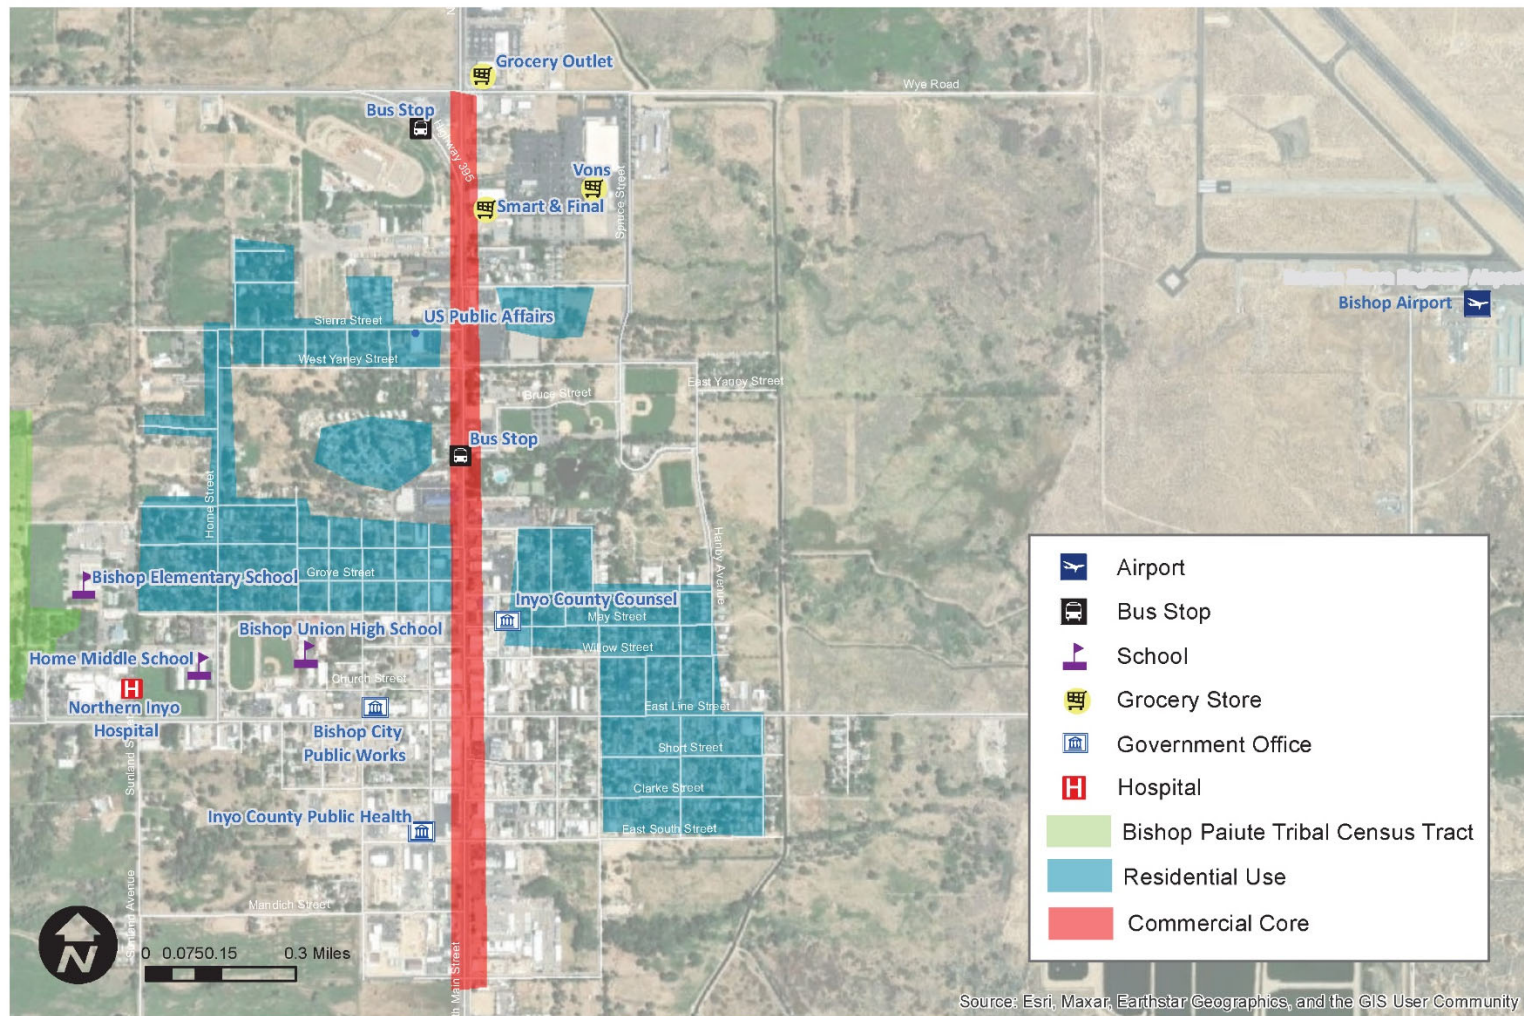 Grocery Outlet
Wye Road
Bus Stop
Highway 395
Vons
Smart & Final
Spruce Street
Bishop Airport
US Public Affairs
Sierra Street
West Yaney Street
East Yaney Street
Bruce Street
Bus Stop
Home Street
Hanby Avenue
Grove Street
Bishop Elementary School
Inyo County Counsel
May Street
Bishop Union High School
Willow Street
Home Middle School
Church Street
Northern Inyo
Hospital
East Line Street
Bishop City
Public Works
Short Street
Clarke Street
Inyo County Public Health
East South Street
Mandich Street
Sunland Avenue
Main Street
N
0 0.075 0.15 0.3 Miles
Airport
Bus Stop
School
Grocery Store
Government Office
H Hospital
Bishop Paiute Tribal Census Tract
Residential Use
Commercial Core
Source: Esri, Maxar, Earthstar Geographics, and the GIS User Community